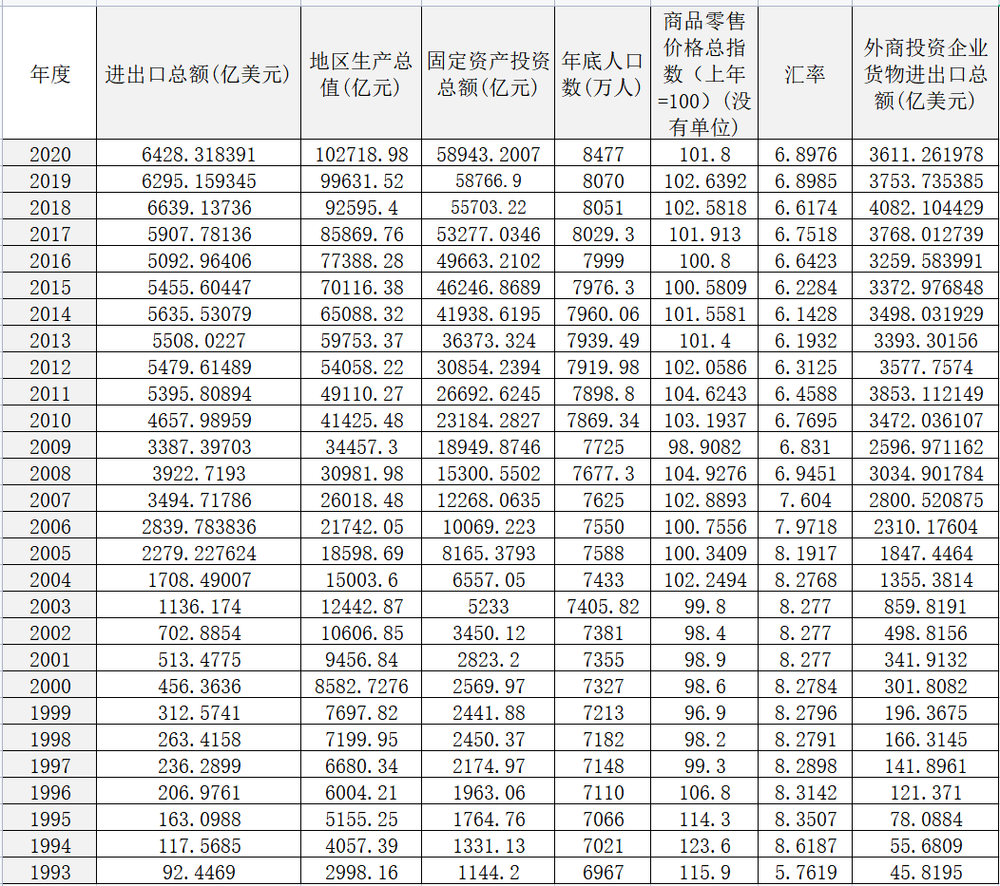 年度 进出口总额(亿美元) 地区生产总值(亿元) 固定资产投资总额(亿元) 年底人口数(万人) 商品零售价格总指数（上年=100）(没有单位) 汇率 外商投资企业货物进出口总额(亿美元)
2020 6428.318391 102718.98 58943.2007 8477 101.8 6.8976 3611.261978
2019 6295.159345 99631.52 58766.9 8070 102.6392 6.8985 3753.735385
2018 6639.13736 92595.4 55703.22 8051 102.5818 6.6174 4082.104429
2017 5907.78136 85869.76 53277.0346 8029.3 101.913 6.7518 3768.012739
2016 5092.96406 77388.28 49663.2102 7999 100.8 6.6423 3259.583991
2015 5455.60447 70116.38 46246.8689 7976.3 100.5809 6.2284 3372.976848
2014 5635.53079 65088.32 41938.6195 7960.06 101.5581 6.1428 3498.031929
2013 5508.0227 59753.37 36373.324 7939.49 101.4 6.1932 3393.30156
2012 5479.61489 54058.22 30854.2394 7919.98 102.0586 6.3125 3577.7574
2011 5395.80894 49110.27 26692.6245 7898.8 104.6243 6.4588 3853.112149
2010 4657.98959 41425.48 23184.2827 7869.34 103.1937 6.7695 3472.036107
2009 3387.39703 34457.3 18949.8746 7725 98.9082 6.831 2596.971162
2008 3922.7193 30981.98 15300.5502 7677.3 104.9276 6.9451 3034.901784
2007 3494.71786 26018.48 12268.0635 7625 102.8893 7.604 2800.520875
2006 2839.783836 21742.05 10069.223 7550 100.7556 7.9718 2310.17604
2005 2279.227624 18598.69 8165.3793 7588 100.3409 8.1917 1847.4464
2004 1708.49007 15003.6 6557.05 7433 102.2494 8.2768 1355.3814
2003 1136.174 12442.87 5233 7405.82 99.8 8.277 859.8191
2002 702.8854 10606.85 3450.12 7381 98.4 8.277 498.8156
2001 513.4775 9456.84 2823.2 7355 98.9 8.277 341.9132
2000 456.3636 8582.7276 2569.97 7327 98.6 8.2784 301.8082
1999 312.5741 7697.82 2441.88 7213 96.9 8.2796 196.3675
1998 263.4158 7199.95 2450.37 7182 98.2 8.2791 166.3145
1997 236.2899 6680.34 2174.97 7148 99.3 8.2898 141.8961
1996 206.9761 6004.21 1963.06 7110 106.8 8.3142 121.371
1995 163.0988 5155.25 1764.76 7066 114.3 8.3507 78.0884
1994 117.5685 4057.39 1331.13 7021 123.6 8.6187 55.6809
1993 92.4469 2998.16 1144.2 6967 115.9 5.7619 45.8195